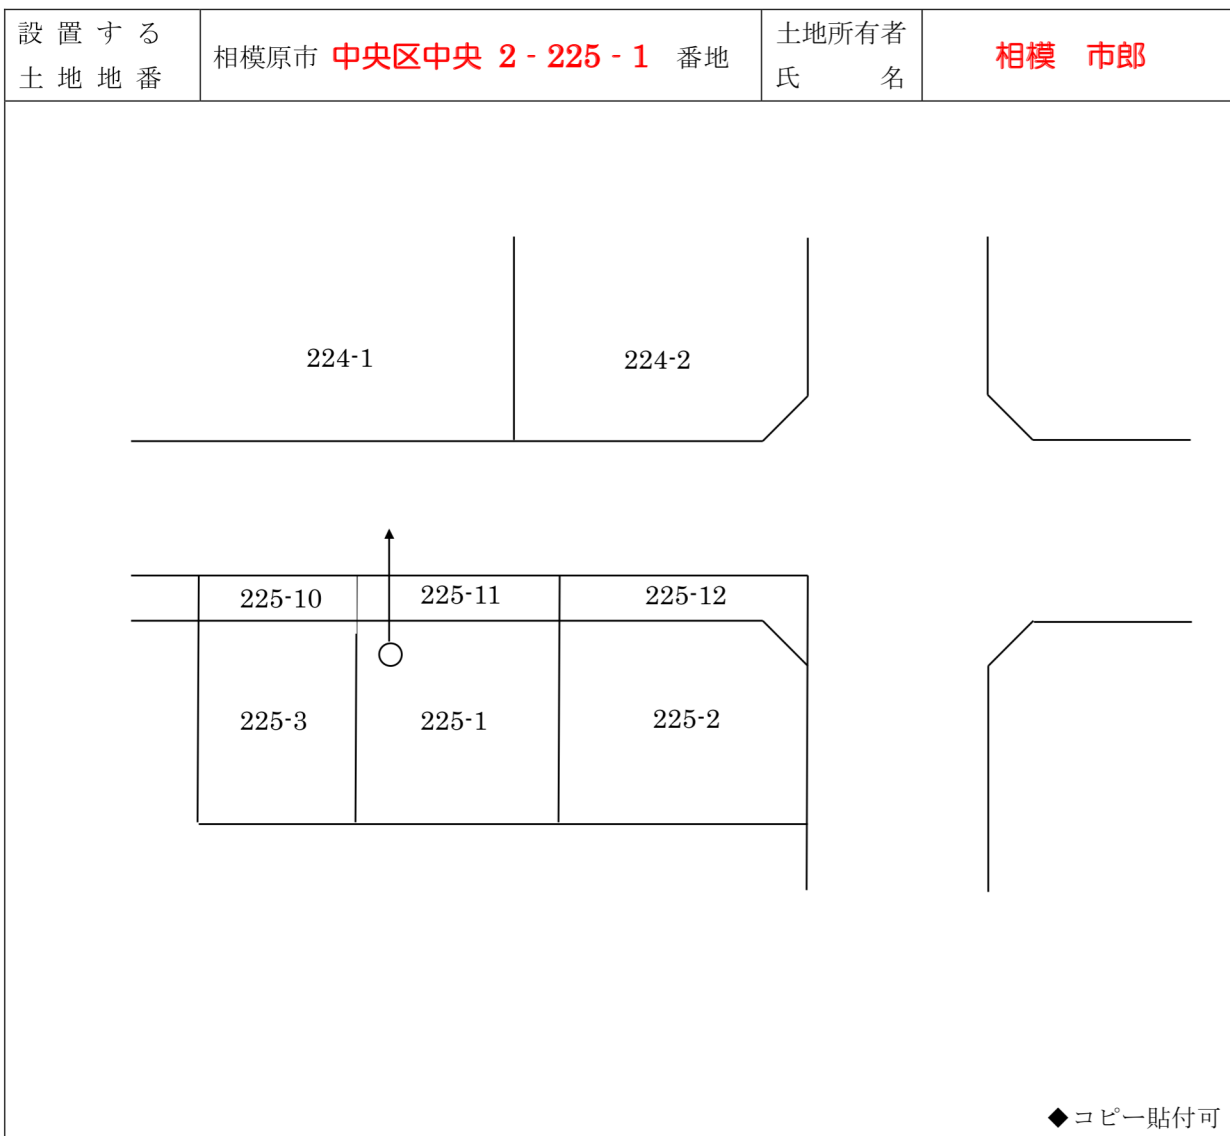 設置する
土地地番
相模原市 中央区中央 2 - 225 - 1 番地
土地所有者
氏名
相模 市郎
224-1
224-2
225-10
225-11
225-12
225-3
225-1
225-2
◆コピー貼付可